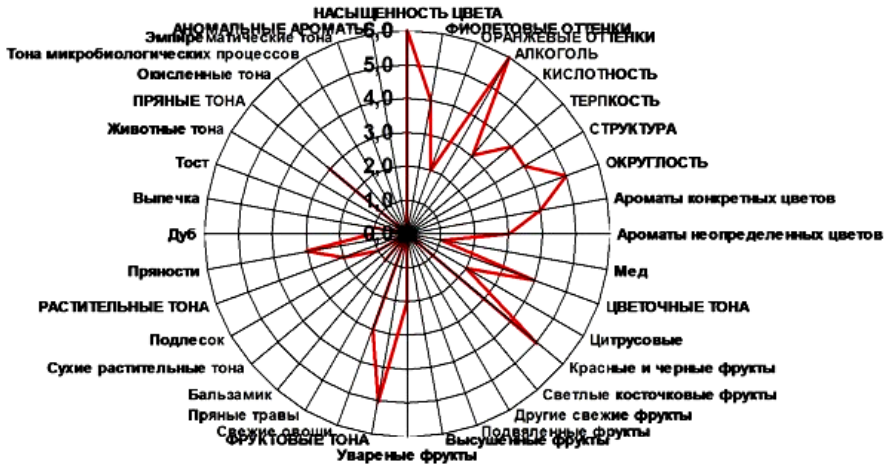 НАСЫЩЕННОСТЬ ЦВЕТА
ФИОЛЕТОВЫЕ ОТТЕНКИ
ОРАНЖЕВЫЕ ОТТЕНКИ
АЛКОГОЛЬ
КИСЛОТНОСТЬ
ТЕРПКОСТЬ
СТРУКТУРА
ОКРУГЛОСТЬ
Ароматы конкретных цветов
Ароматы неопределенных цветов
Мед
ЦВЕТОЧНЫЕ ТОНА
Цитрусовые
Красные и черные фрукты
Светлые косточковые фрукты
Другие свежие фрукты
Подвяленные фрукты
Высушенные фрукты
Увареные фрукты
ФРУКТОВЫЕ ТОНА
Свежие овощи
Пряные травы
Бальзамик
Сухие растительные тона
Подлесок
РАСТИТЕЛЬНЫЕ ТОНА
Пряности
Дуб
Выпечка
Тост
Животные тона
ПРЯНЫЕ ТОНА
Окисленные тона
Тона микробиологических процессов
Эмпирематические тона
АНОМАЛЬНЫЕ АРОМАТЫ
6,0
5,0
4,0
3,0
2,0
1,0
0,0